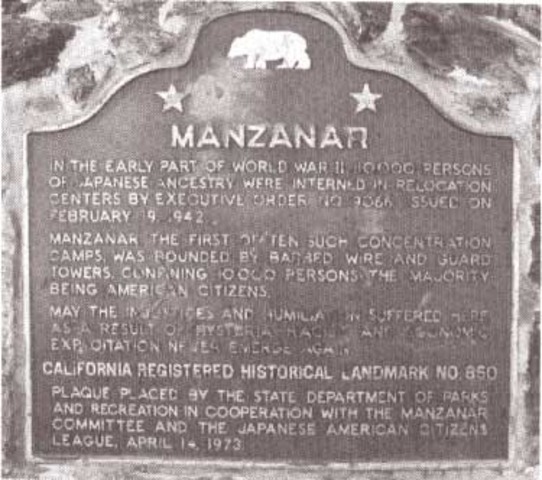 MANZANAR
IN THE EARLY PART OF WORLD WAR II 110,000 PERSONS
OF JAPANESE ANCESTRY WERE INTERNED IN RELOCATION
CENTERS BY EXECUTIVE ORDER NO. 9066, ISSUED ON
FEBRUARY 19, 1942.
MANZANAR, THE FIRST OF TEN SUCH CONCENTRATION
CAMPS, WAS BOUNDED BY BARBED WIRE AND GUARD
TOWERS, CONFINING 10,000 PERSONS, THE MAJORITY
BEING AMERICAN CITIZENS.
MAY THE INJUSTICES AND HUMILIATION SUFFERED HERE
AS A RESULT OF HYSTERIA, RACISM AND ECONOMIC
EXPLOITATION NEVER EMERGE AGAIN.
CALIFORNIA REGISTERED HISTORICAL LANDMARK NO. 850
PLAQUE PLACED BY THE STATE DEPARTMENT OF PARKS
AND RECREATION IN COOPERATION WITH THE MANZANAR
COMMITTEE AND THE JAPANESE AMERICAN CITIZENS
LEAGUE, APRIL 14, 1973.